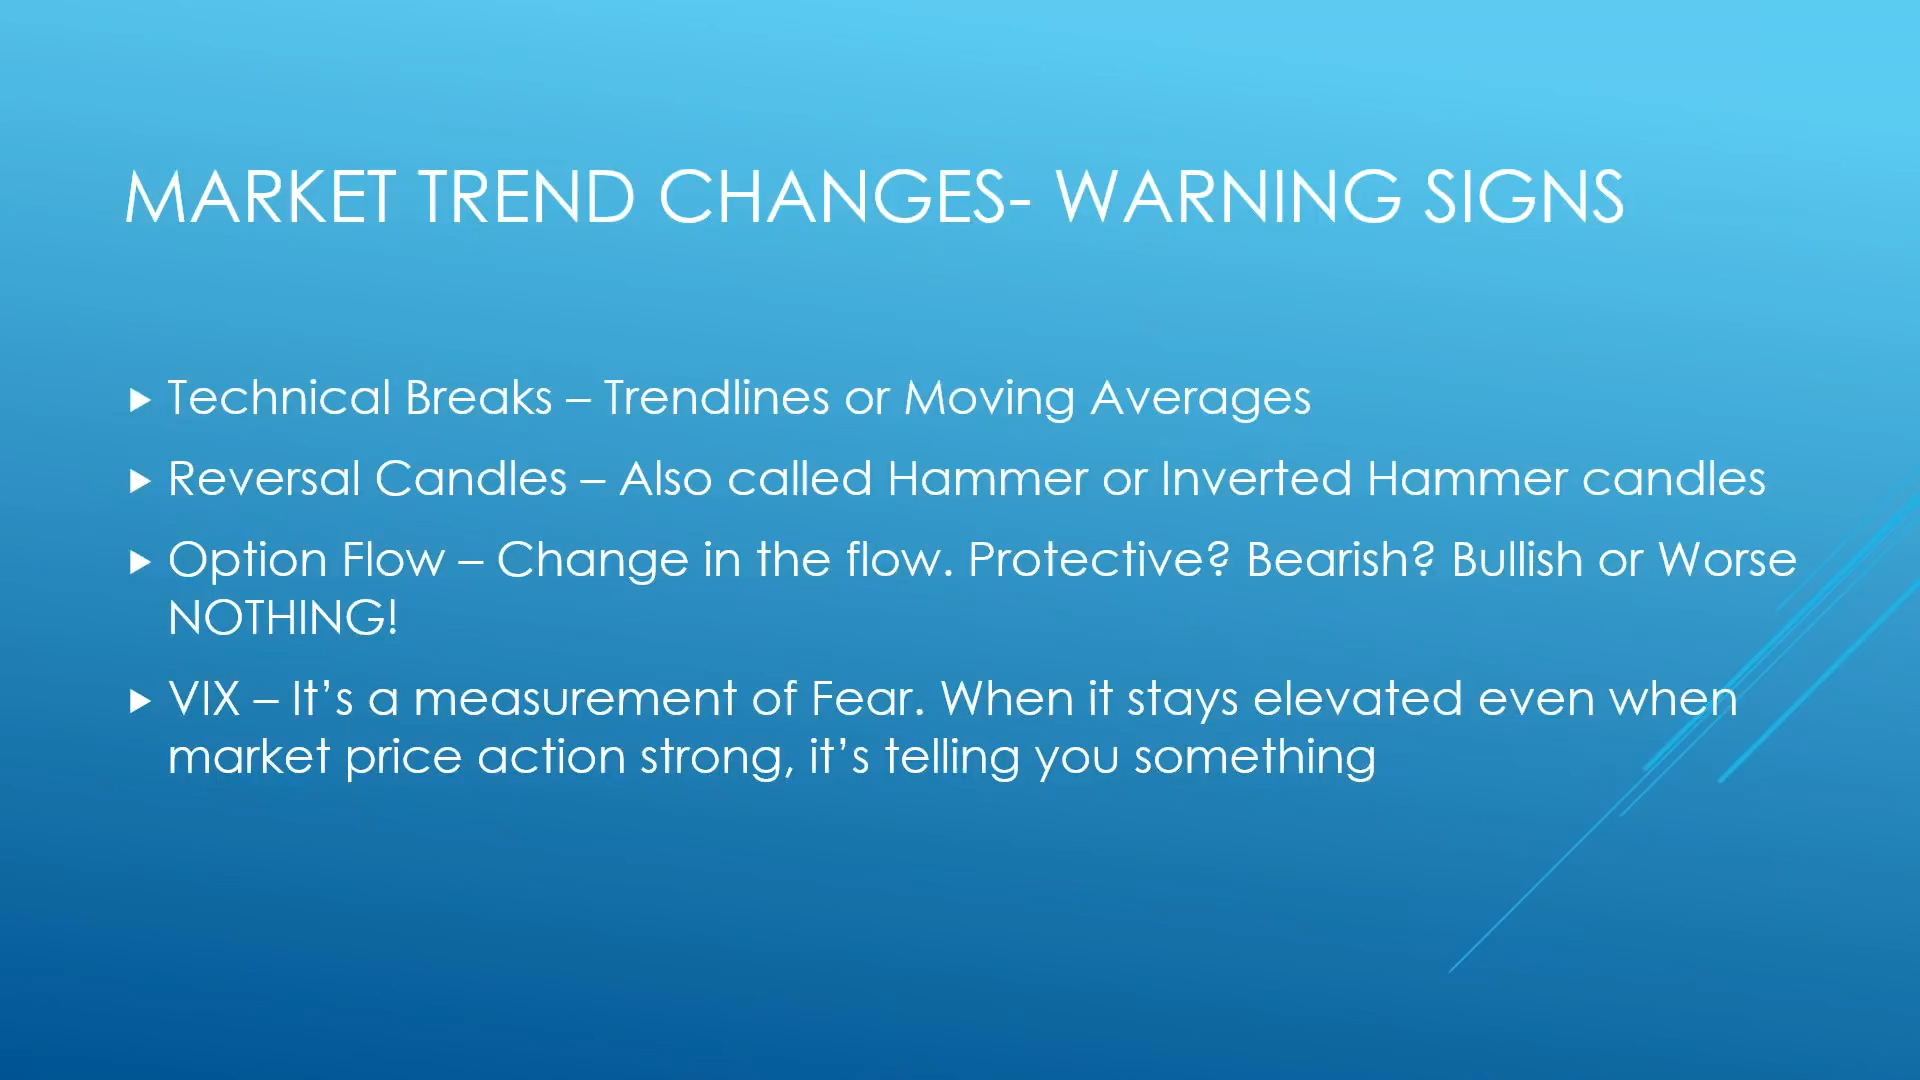 MARKET TREND CHANGES- WARNING SIGNS
Technical Breaks – Trendlines or Moving Averages
Reversal Candles – Also called Hammer or Inverted Hammer candles
Option Flow – Change in the flow. Protective? Bearish? Bullish or Worse
NOTHING!
VIX – It’s a measurement of Fear. When it stays elevated even when
market price action strong, it’s telling you something